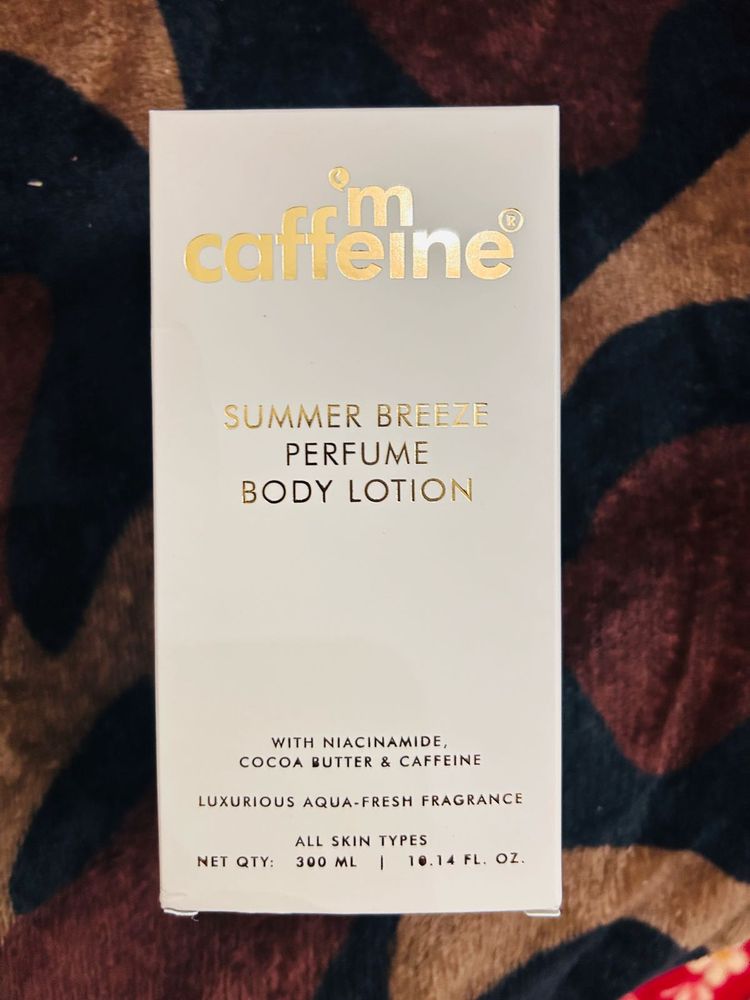 'm
caffeine®
SUMMER BREEZE
PERFUME
BODY LOTION
WITH NIACINAMIDE,
COCOA BUTTER & CAFFEINE
LUXURIOUS AQUA-FRESH FRAGRANCE
ALL SKIN TYPES
NET QTY: 300 ML | 10.14 FL. OZ.